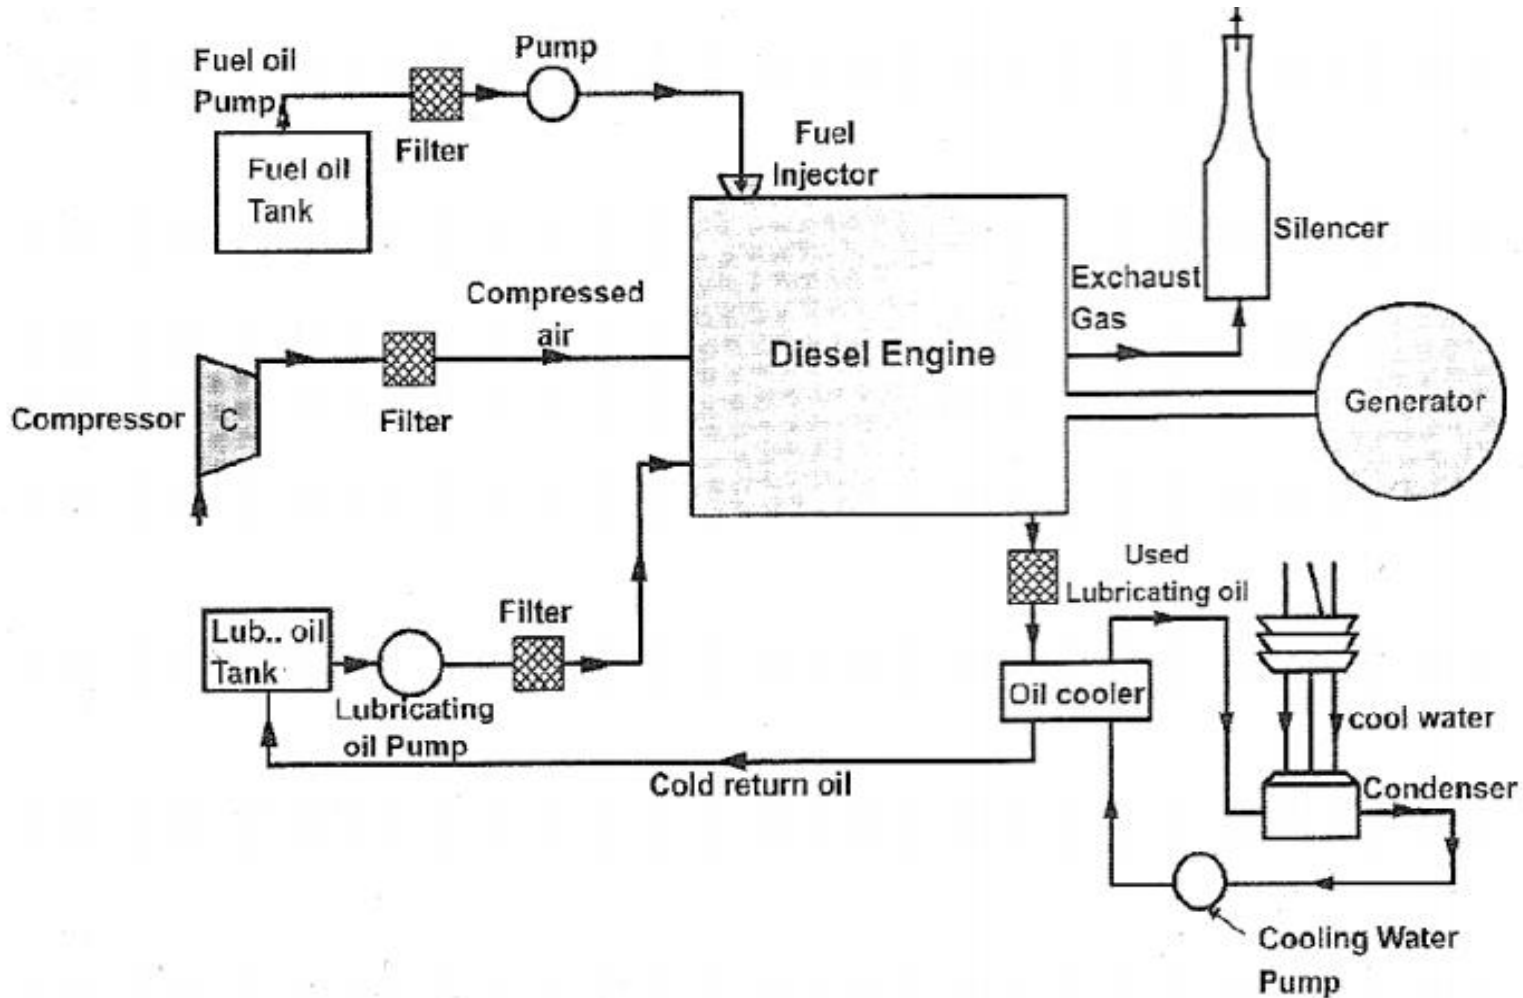 Fuel oil
Pump
Pump
Filter
Fuel oil
Tank
Fuel
Injector
Silencer
Exchaust
Gas
Compressed
air
Diesel Engine
Generator
Compressor
C
Filter
Used
Lubricating oil
Filter
Lub.. oil
Tank
Lubricating
oil Pump
Oil cooler
cool water
Cold return oil
Condenser
Cooling Water
Pump